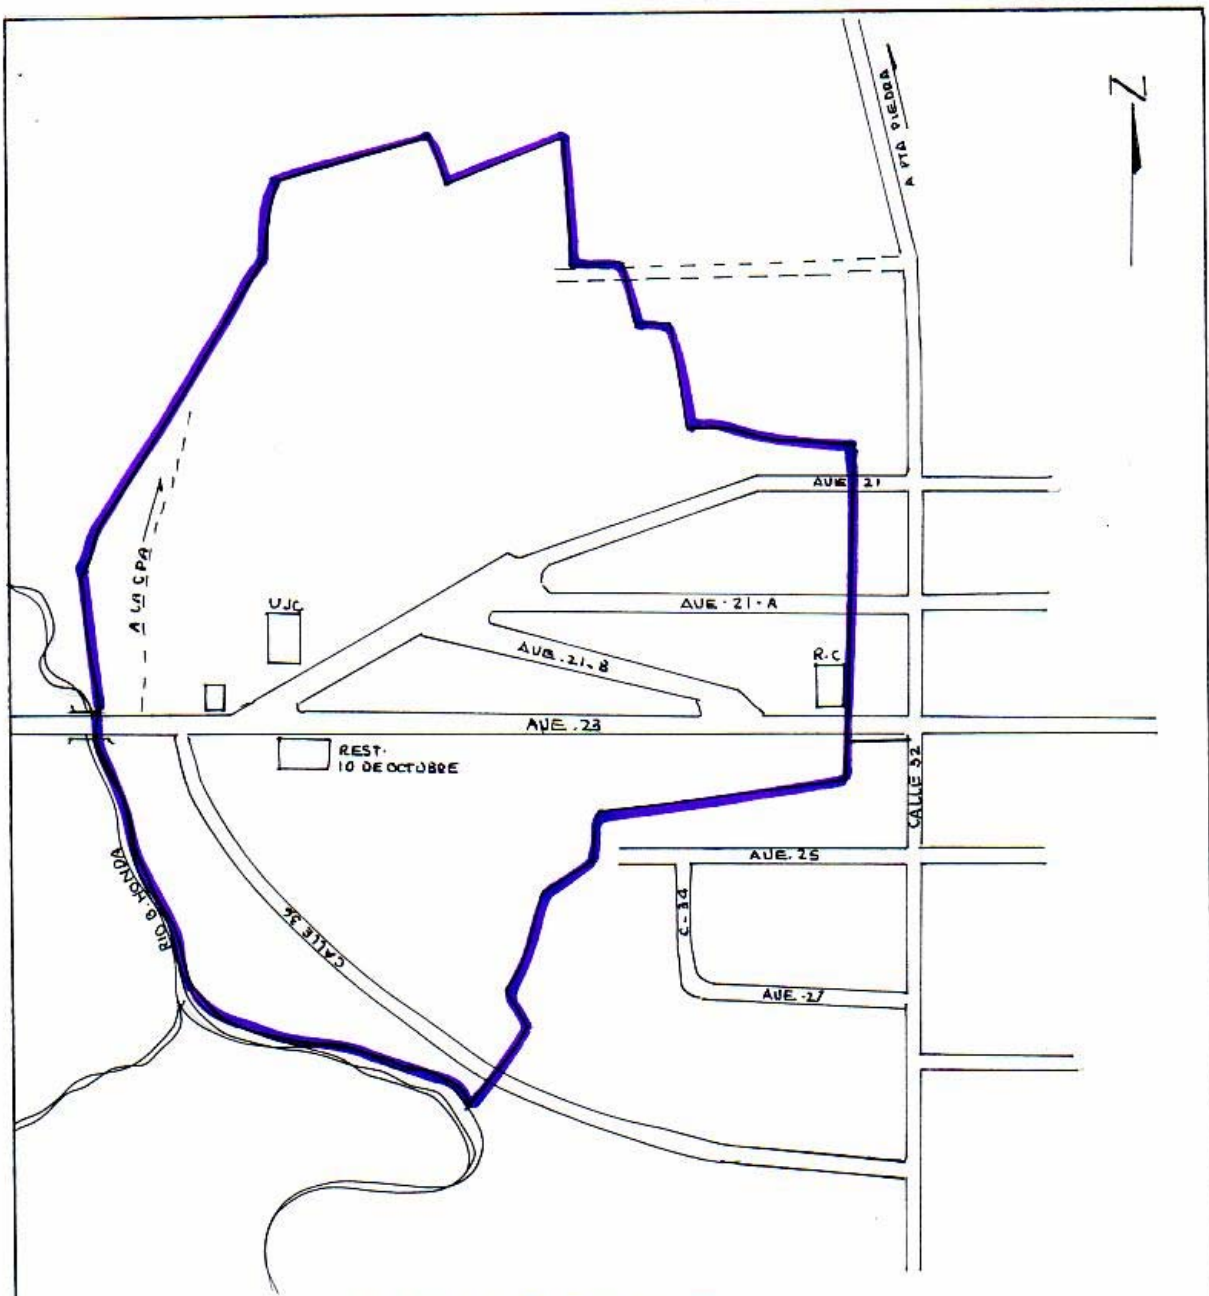 A PTA PIEDRA
N
AVE 21
A LA CPA
UJC
AVE. 21-A
AVE. 21-B
R.C
AVE. 23
REST.
10 DE OCTUBRE
CALLE 32
AVE. 25
RIO B. HONDA
C-34
CALLE 36
AVE. 27